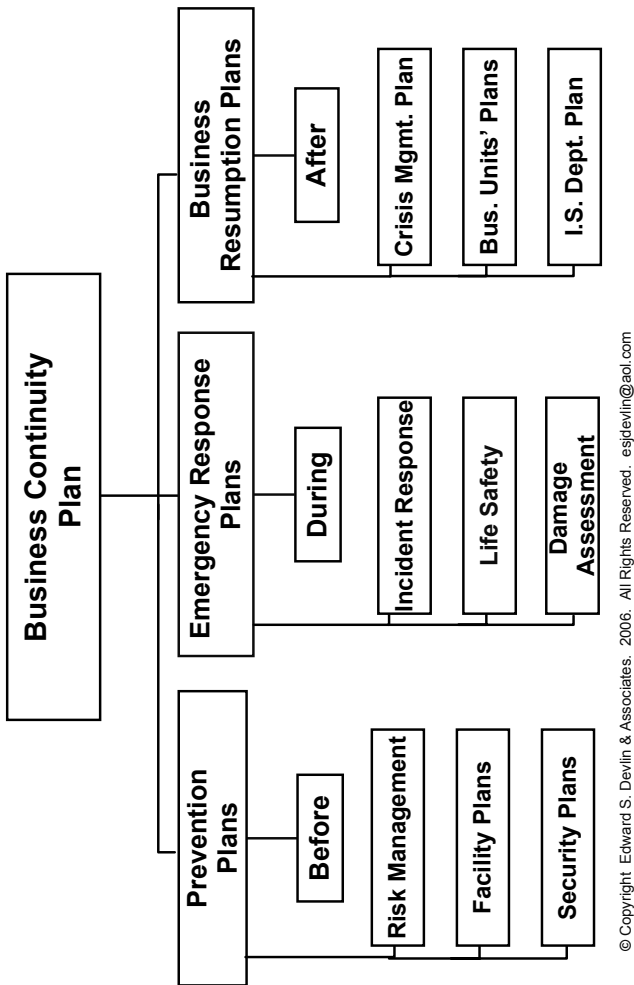 Business Continuity
Plan
Prevention
Plans
Before
Risk Management
Facility Plans
Security Plans
Emergency Response
Plans
During
Incident Response
Life Safety
Damage
Assessment
Business
Resumption Plans
After
Crisis Mgmt. Plan
Bus. Units' Plans
I.S. Dept. Plan
© Copyright Edward S. Devlin & Associates. 2006. All Rights Reserved. esjdevlin@aol.com